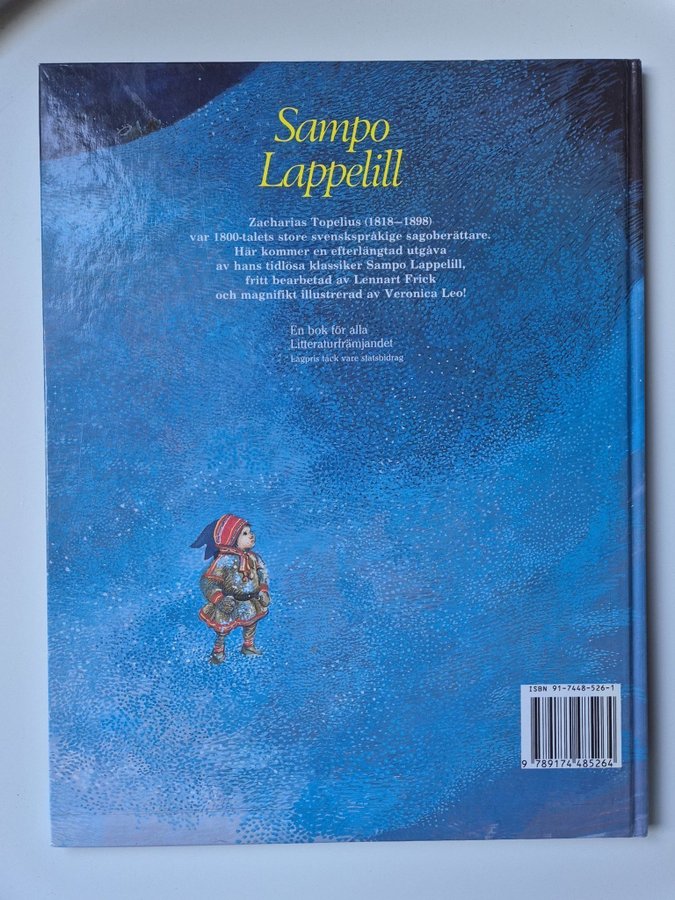 Sampo
Lappelill
Zacharias Topelius (1818—1898)
var 1800-talets store svenskspråkige sagoberättare.
Här kommer en efterlängtad utgåva
av hans tidlösa klassiker Sampo Lappelill,
fritt bearbetad av Lennart Frick
och magnifikt illustrerad av Veronica Leo!
En bok för alla
Litteraturfrämjandet
Lågpris tack vare statsbidrag
ISBN 91-7448-526-1
9 789174 485264